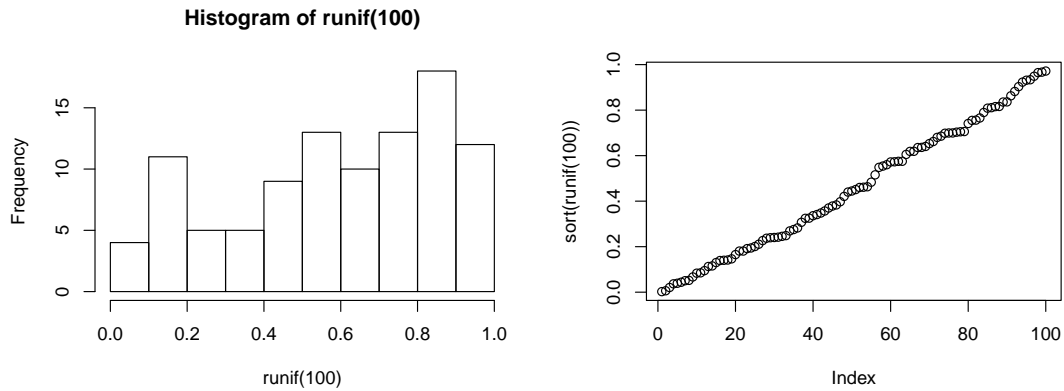 Histogram of runif(100)
Frequency
15
10
5
0
0.0 0.2 0.4 0.6 0.8 1.0
runif(100)
sort(runif(100))
1.0
0.8
0.6
0.4
0.2
0.0
0 20 40 60 80 100
Index